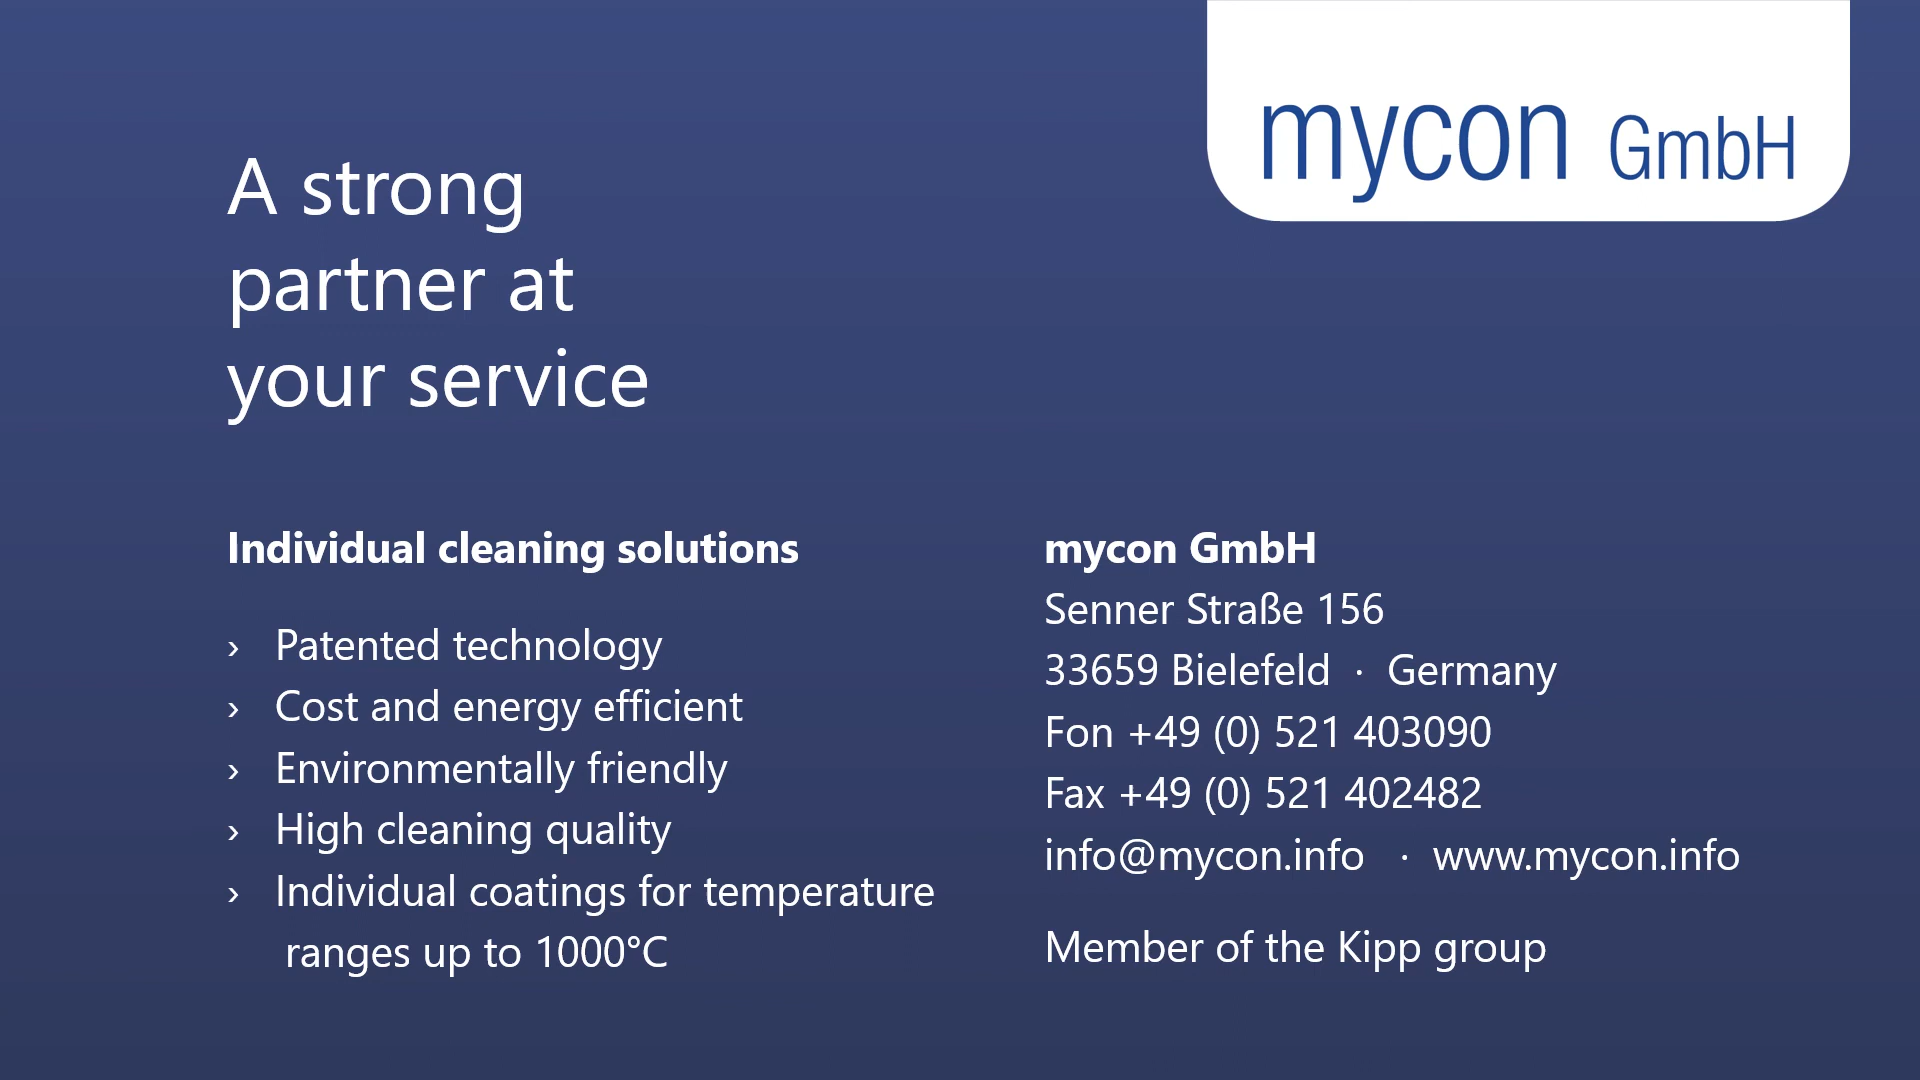 mycon GmbH
A strong
partner at
your service
Individual cleaning solutions
› Patented technology
› Cost and energy efficient
› Environmentally friendly
› High cleaning quality
› Individual coatings for temperature
ranges up to 1000°C
mycon GmbH
Senner Straße 156
33659 Bielefeld · Germany
Fon +49 (0) 521 403090
Fax +49 (0) 521 402482
info@mycon.info · www.mycon.info
Member of the Kipp group